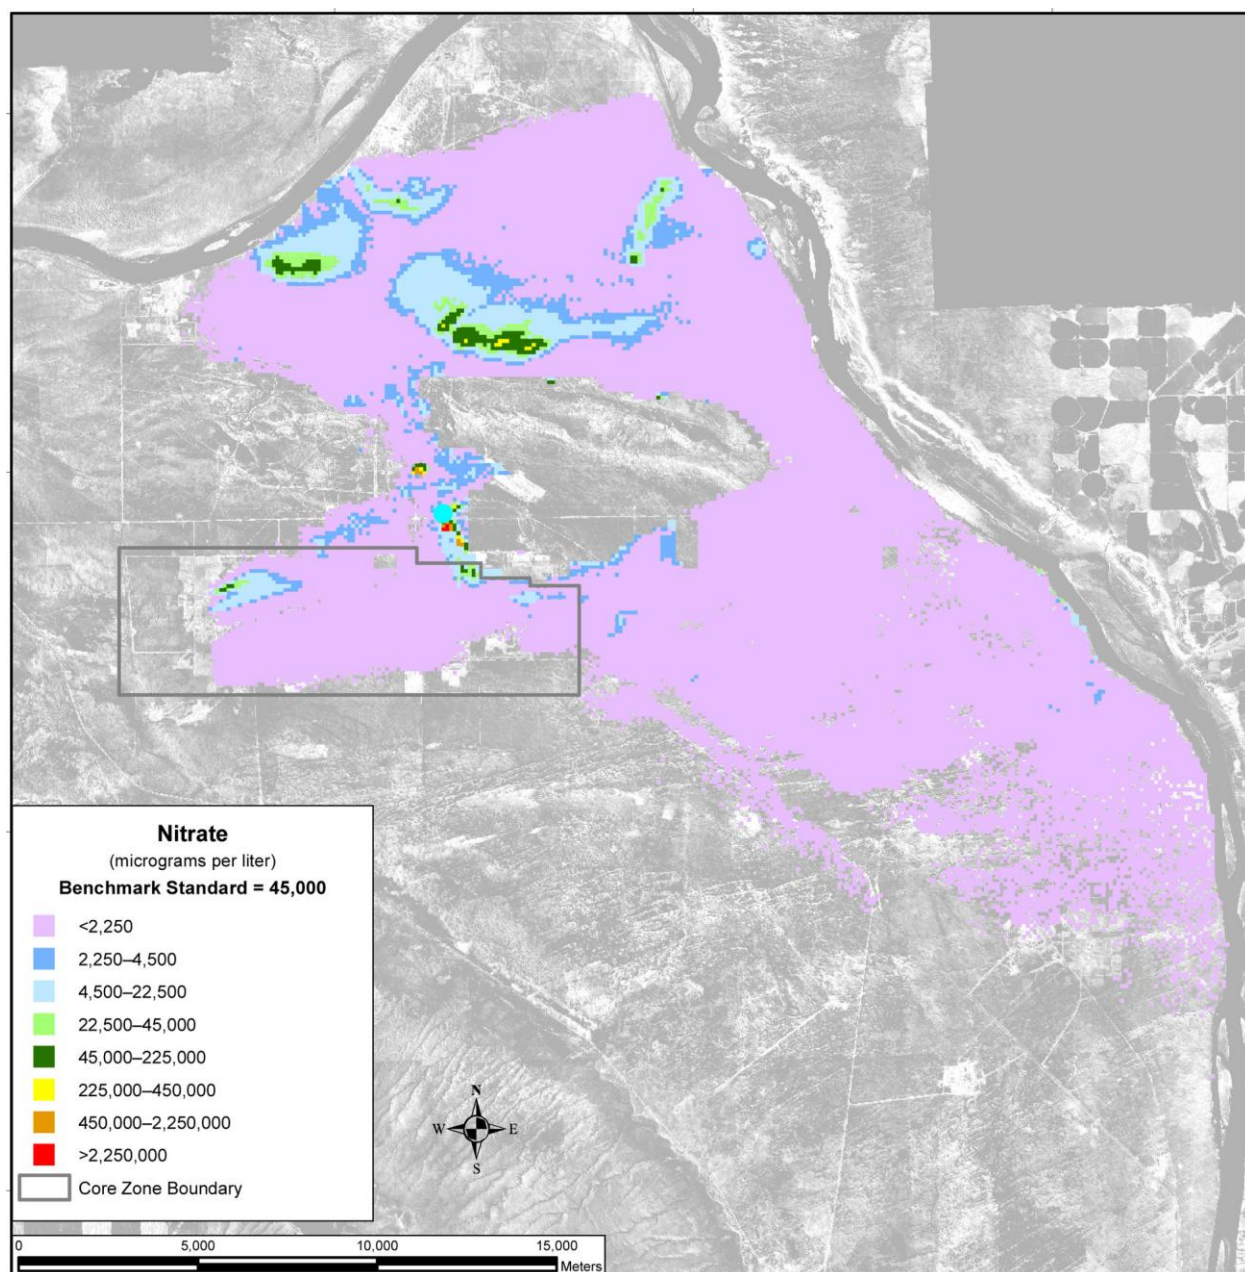 Nitrate
(micrograms per liter)
Benchmark Standard = 45,000
<2,250
2,250–4,500
4,500–22,500
22,500–45,000
45,000–225,000
225,000–450,000
450,000–2,250,000
>2,250,000
Core Zone Boundary
N
W E
S
0 5,000 10,000 15,000
Meters